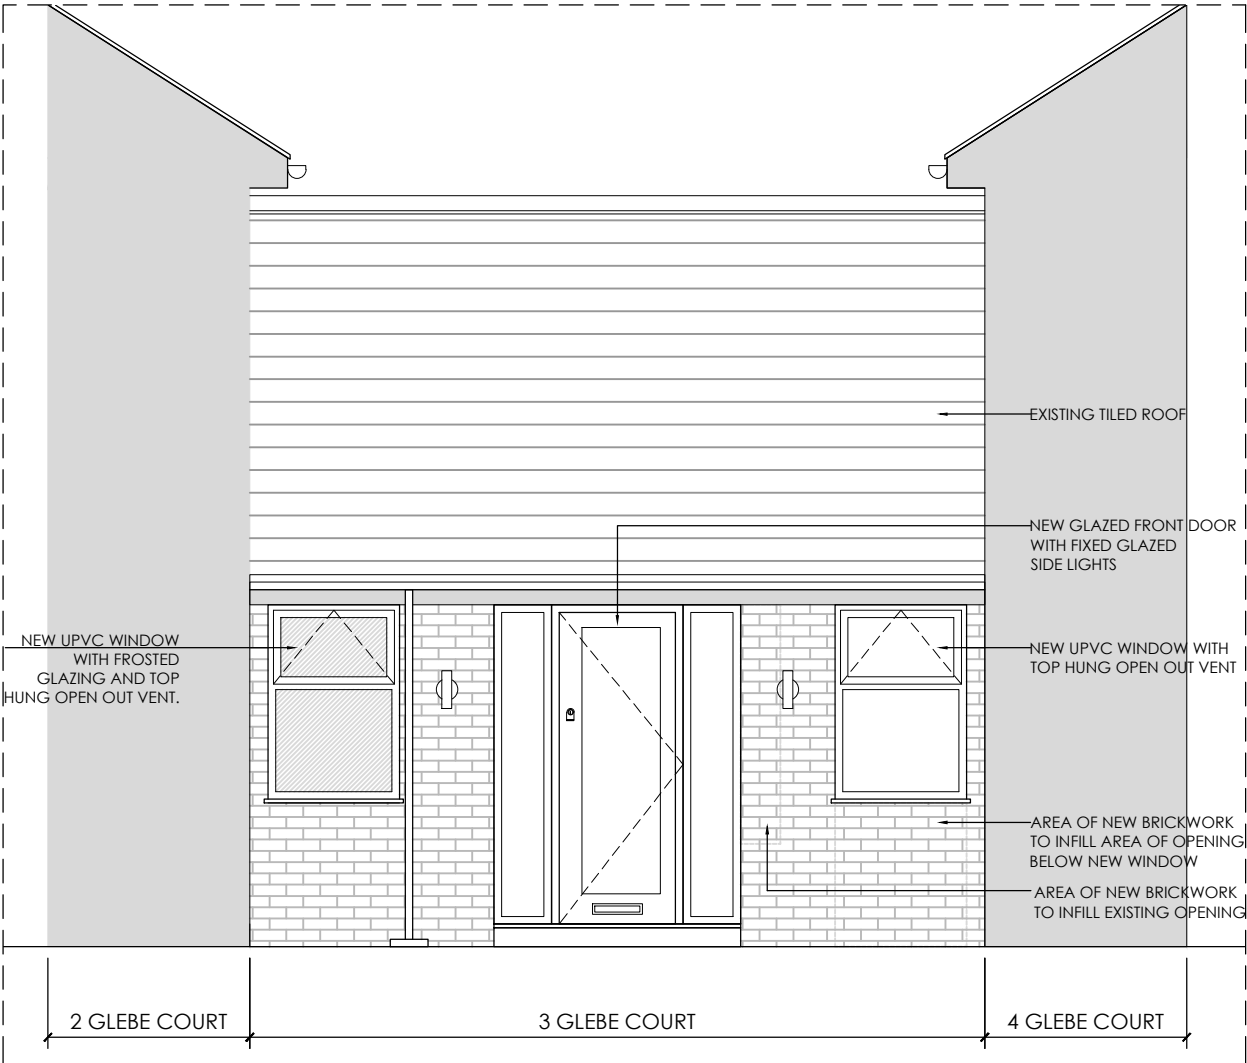 EXISTING TILED ROOF
NEW GLAZED FRONT DOOR
WITH FIXED GLAZED
SIDE LIGHTS
NEW UPVC WINDOW
WITH FROSTED
GLAZING AND TOP
HUNG OPEN OUT VENT.
NEW UPVC WINDOW WITH
TOP HUNG OPEN OUT VENT
AREA OF NEW BRICKWORK
TO INFILL AREA OF OPENING
BELOW NEW WINDOW
AREA OF NEW BRICKWORK
TO INFILL EXISTING OPENING
2 GLEBE COURT
3 GLEBE COURT
4 GLEBE COURT